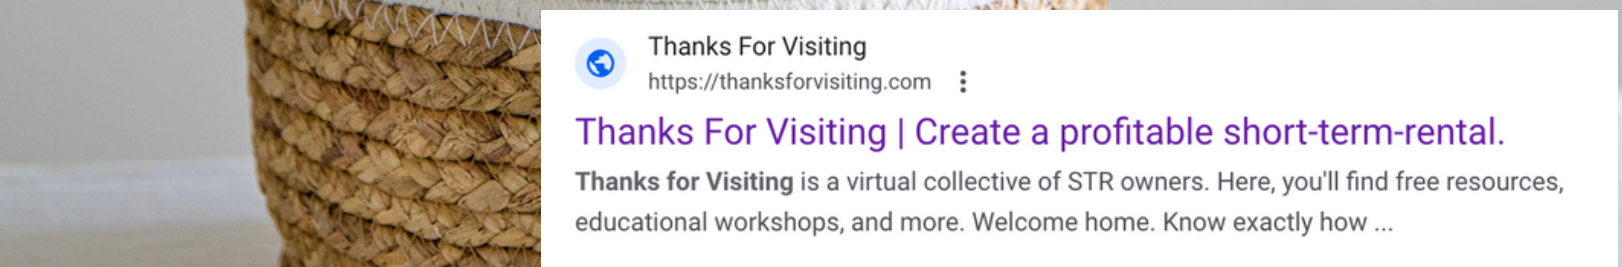 Thanks For Visiting
https://thanksforvisiting.com
Thanks For Visiting | Create a profitable short-term-rental.
Thanks for Visiting is a virtual collective of STR owners. Here, you'll find free resources,
educational workshops, and more. Welcome home. Know exactly how ...